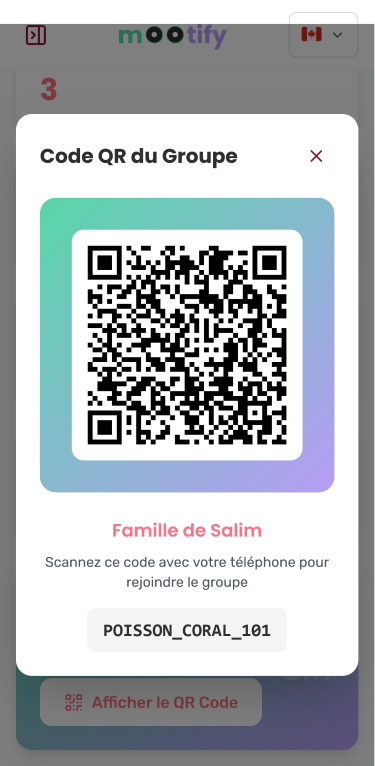 mootify
3
Code QR du Groupe
Famille de Salim
Scannez ce code avec votre téléphone pour
rejoindre le groupe
POISSON_CORAL_101
Afficher le QR Code